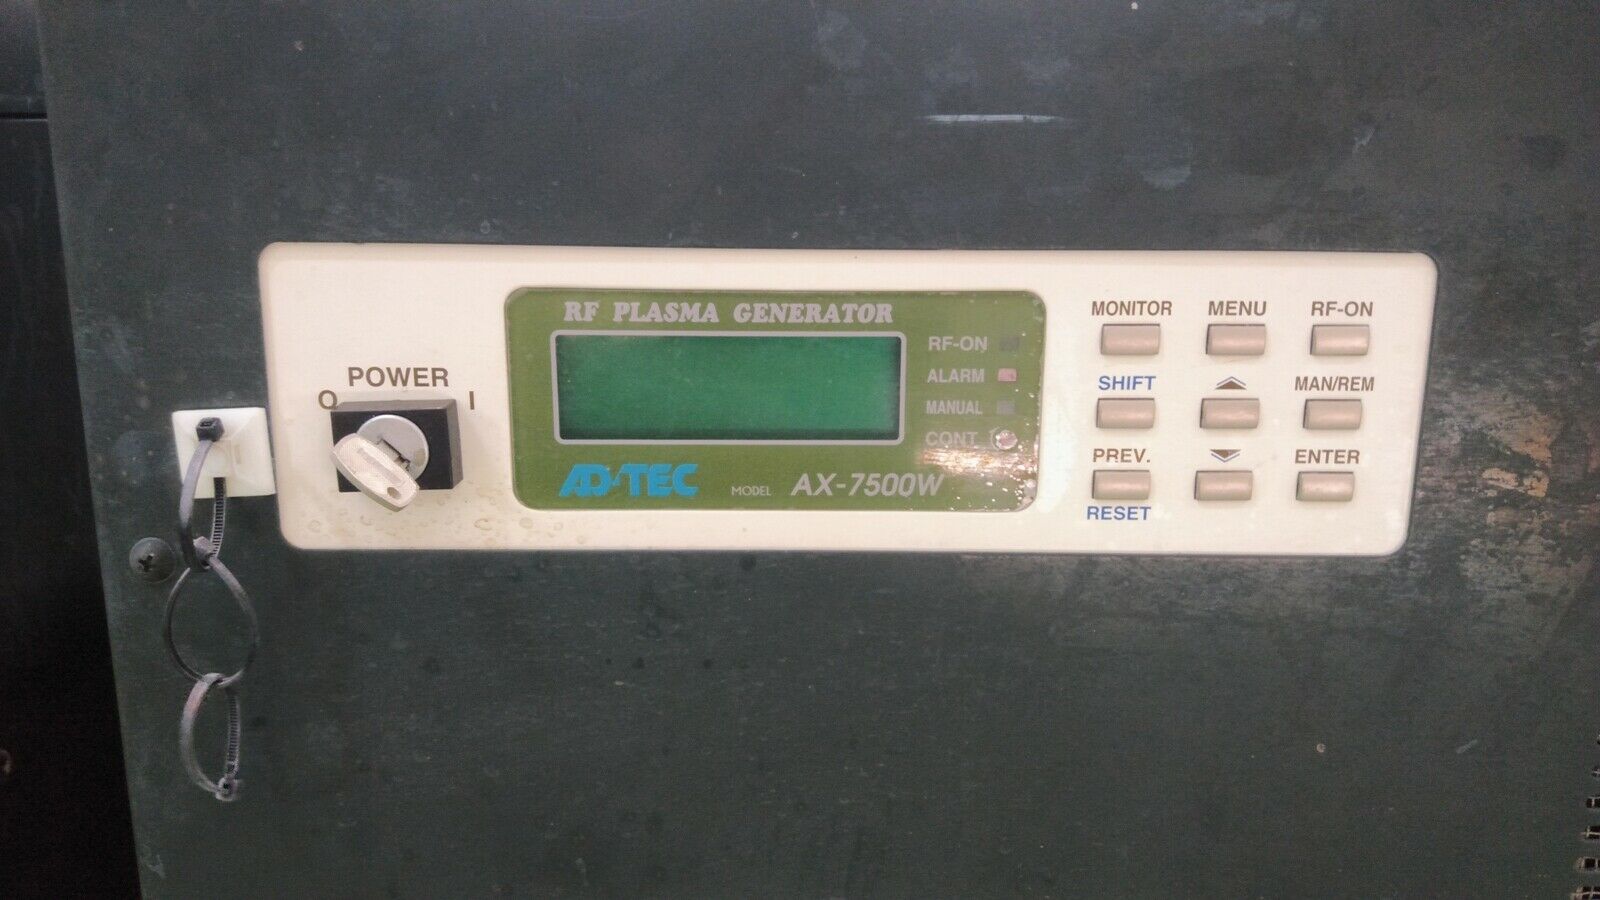 POWER
O I
RF PLASMA GENERATOR
RF-ON
ALARM
MANUAL
CONT
AD-TEC MODEL AX-7500W
MONITOR MENU RF-ON
SHIFT MAN/REM
PREV. ENTER
RESET